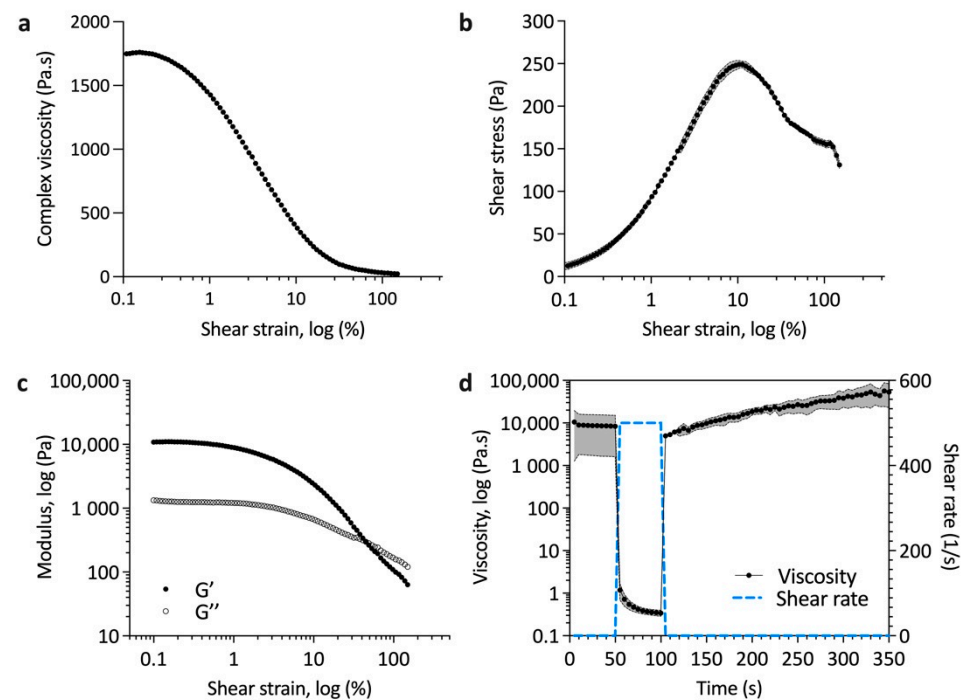 a
2000
1500
1000
500
0
Complex viscosity (Pa.s)
0.1 1 10 100
Shear strain, log (%)
b
300
250
200
150
100
50
0
Shear stress (Pa)
0.1 1 10 100
Shear strain, log (%)
c
100,000
10,000
1 000
100
10
Modulus, log (Pa)
G′
G′′
0.1 1 10 100
Shear strain, log (%)
d
100,000
10,000
1 000
100
10
1
0.1
Viscosity, log (Pa.s)
600
400
200
0
Shear rate (1/s)
Viscosity
Shear rate
0 50 100 150 200 250 300 350
Time (s)